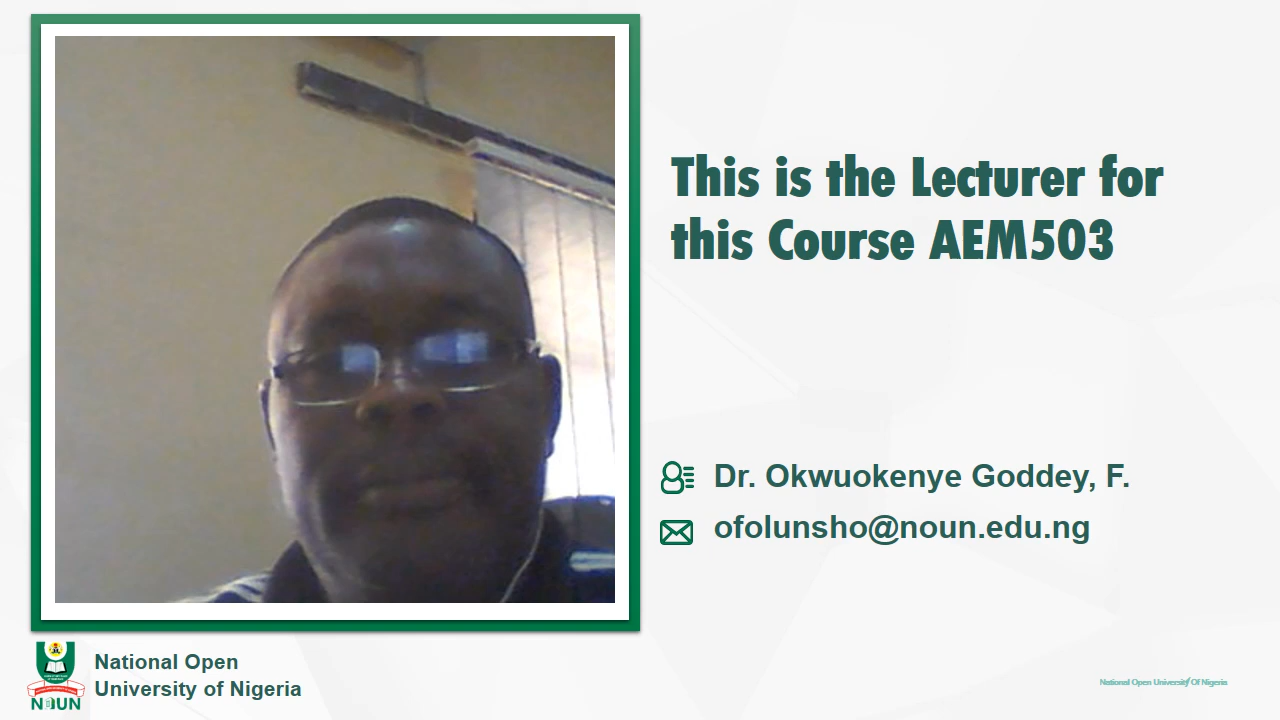 This is the Lecturer for
this Course AEM503
Dr. Okwuokenye Goddey, F.
ofolunsho@noun.edu.ng
National Open
University of Nigeria
NOUN
National Open University Of Nigeria